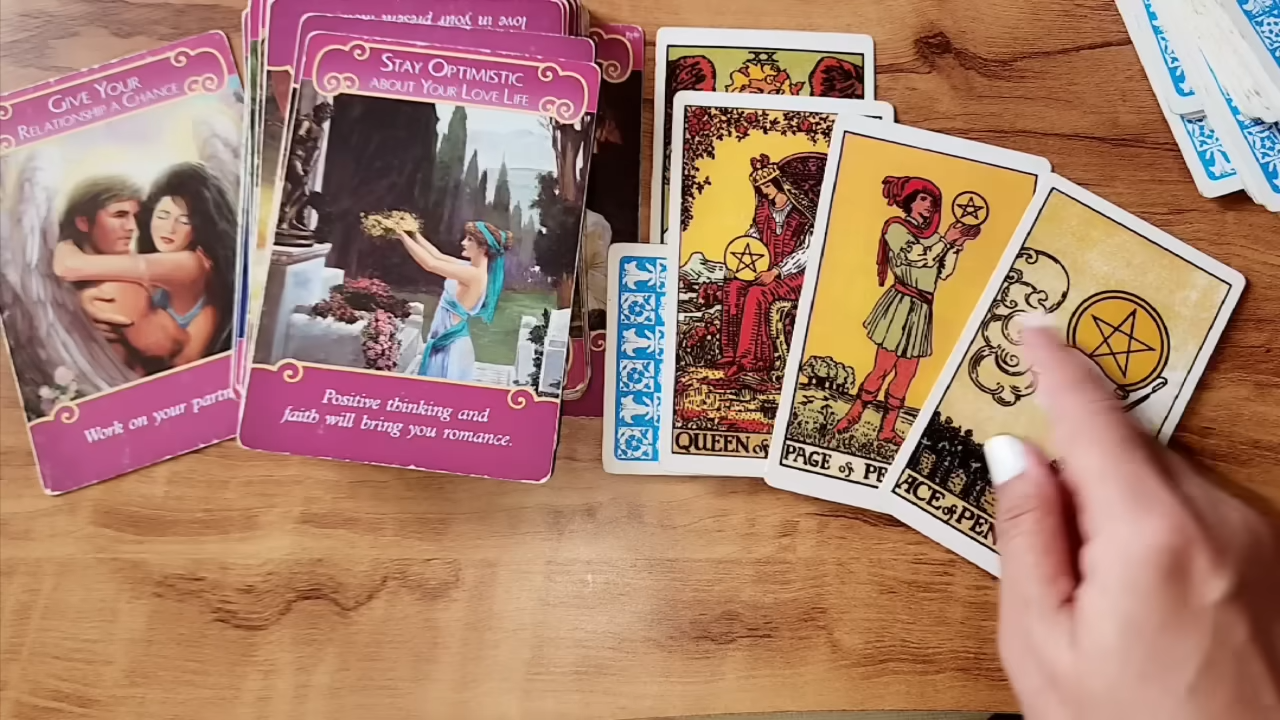 GIVE YOUR
RELATIONSHIP A CHANCE
Work on your
love in your present
STAY OPTIMISTIC
ABOUT YOUR LOVE LIFE
Positive thinking and
faith will bring you romance.
XX
QUEEN of
PAGE of PE
ACE of PEN